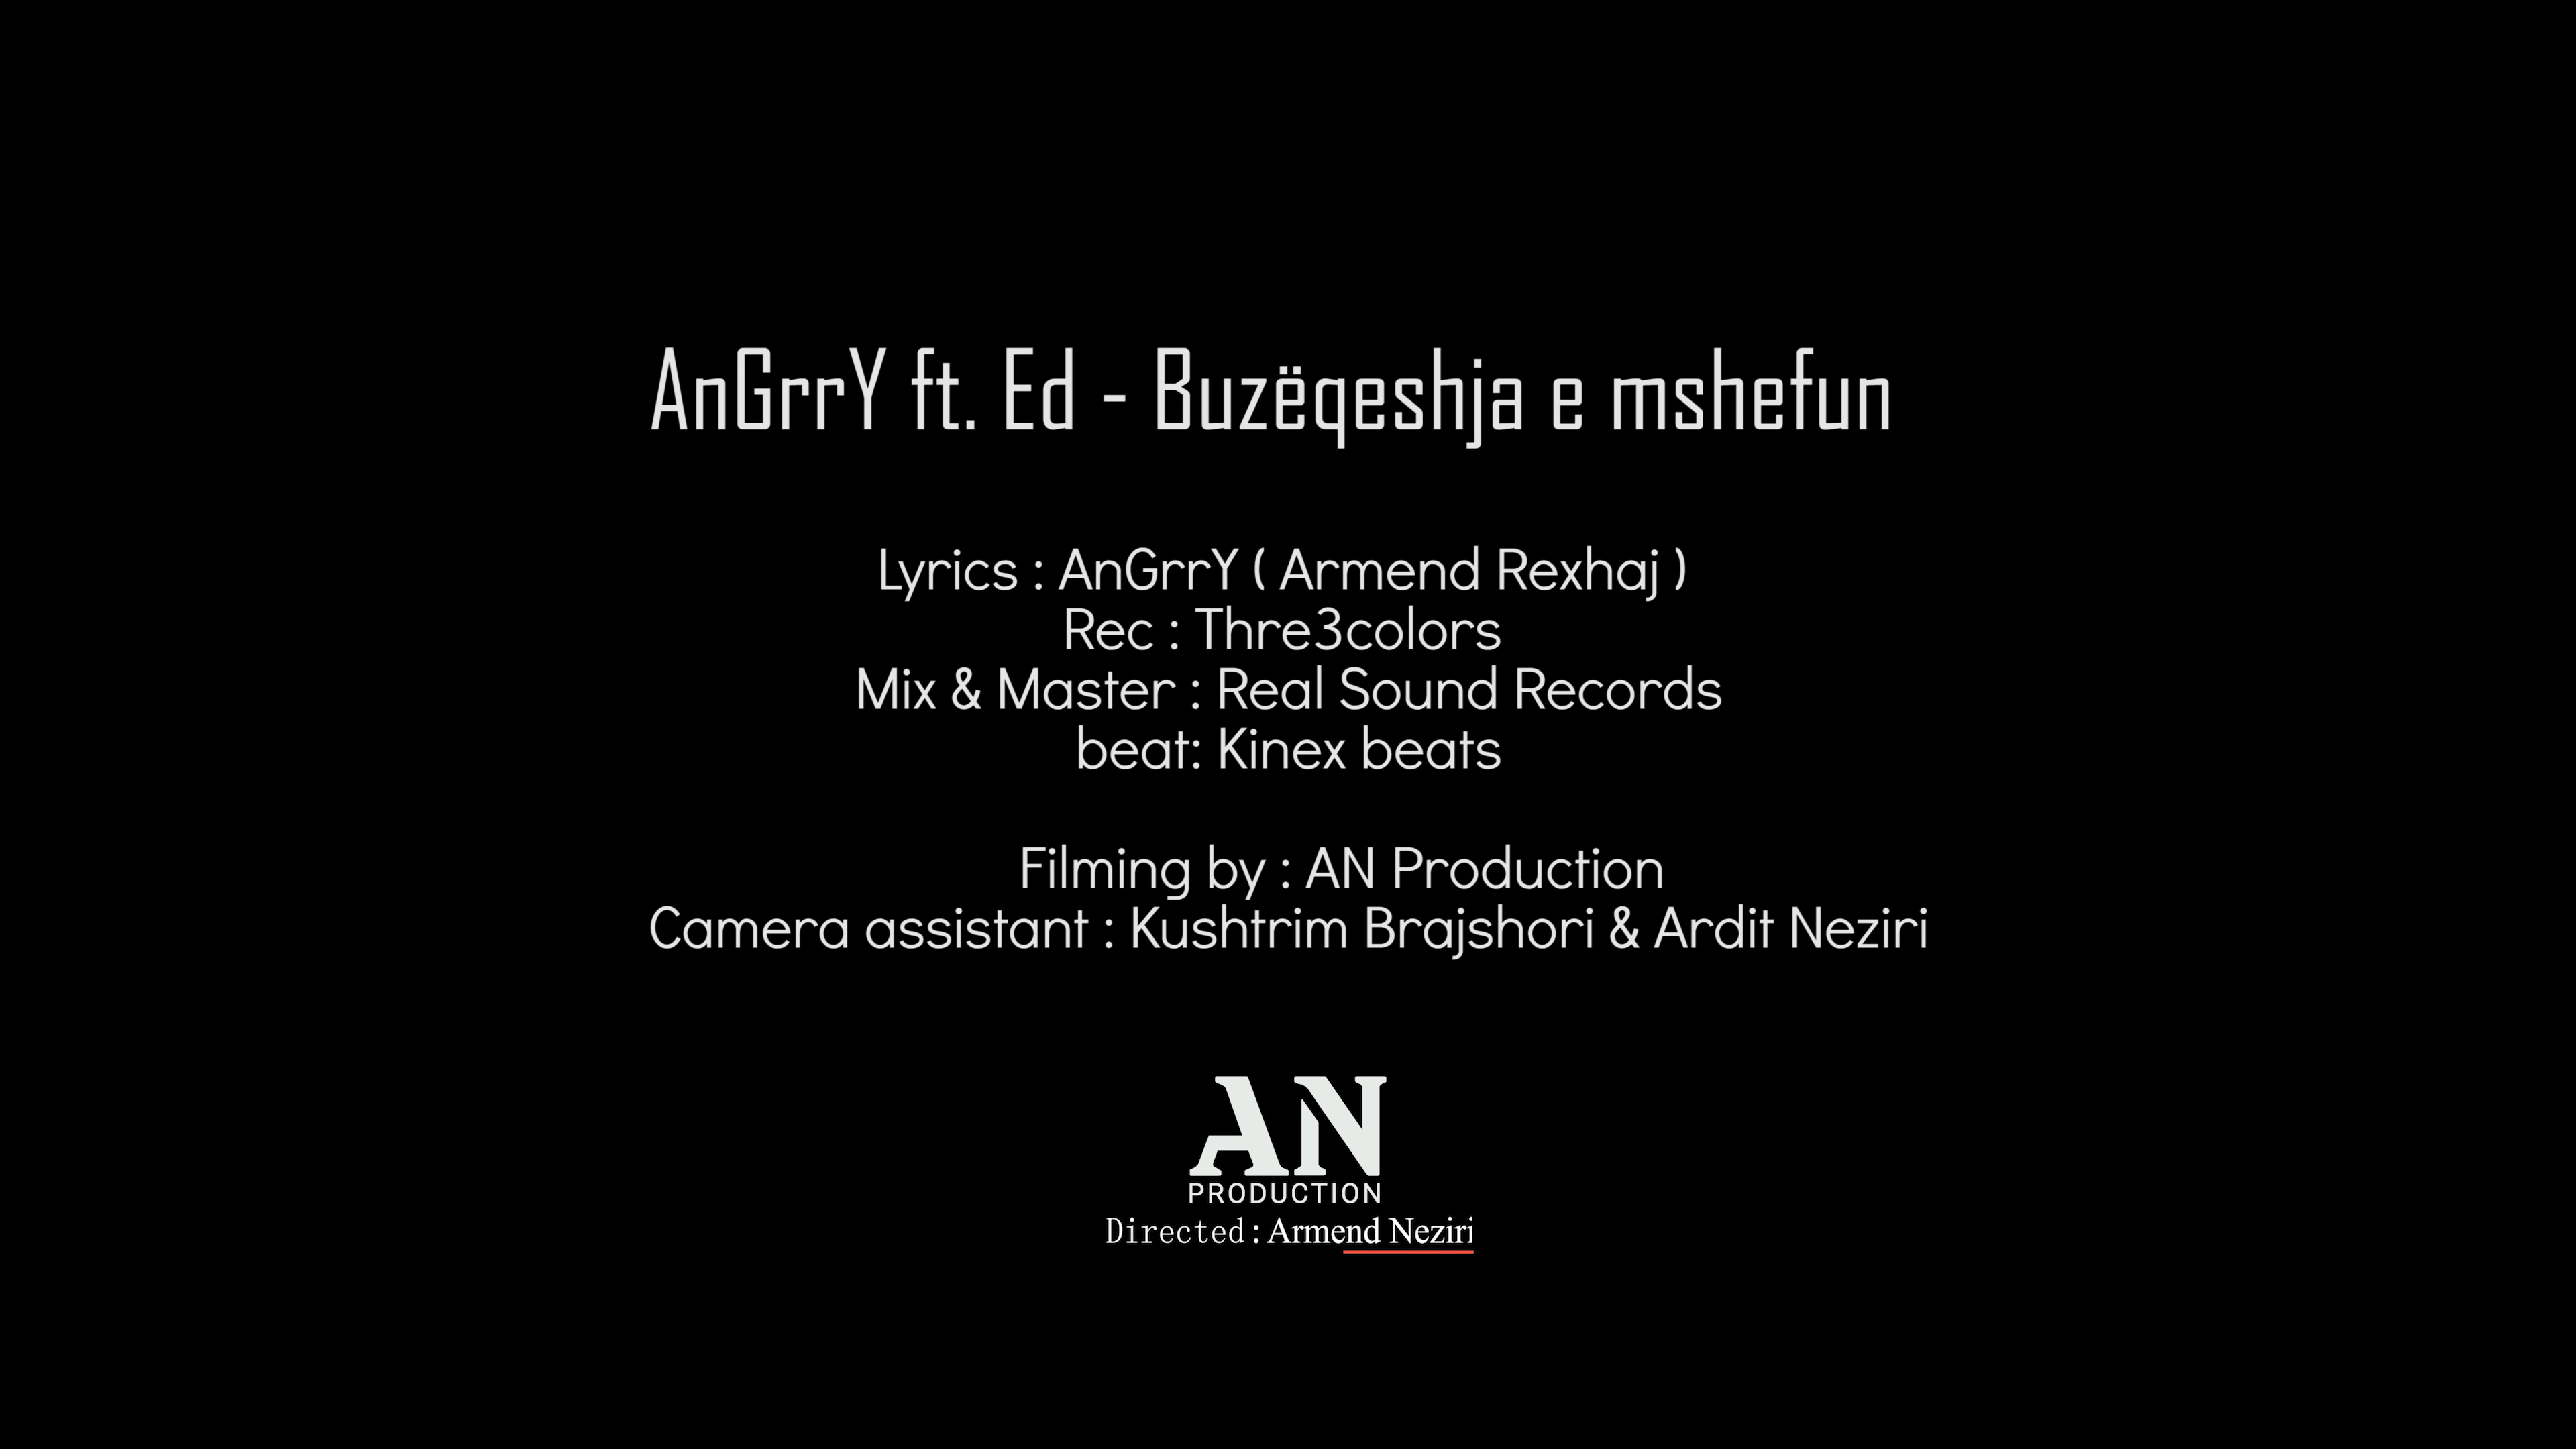 AnGrrY ft. Ed - Buzëqeshja e mshefun
Lyrics : AnGrrY ( Armend Rexhaj )
Rec : Thre3colors
Mix & Master : Real Sound Records
beat: Kinex beats
Filming by : AN Production
Camera assistant : Kushtrim Brajshori & Ardit Neziri
AN
PRODUCTION
Directed : Armend Neziri